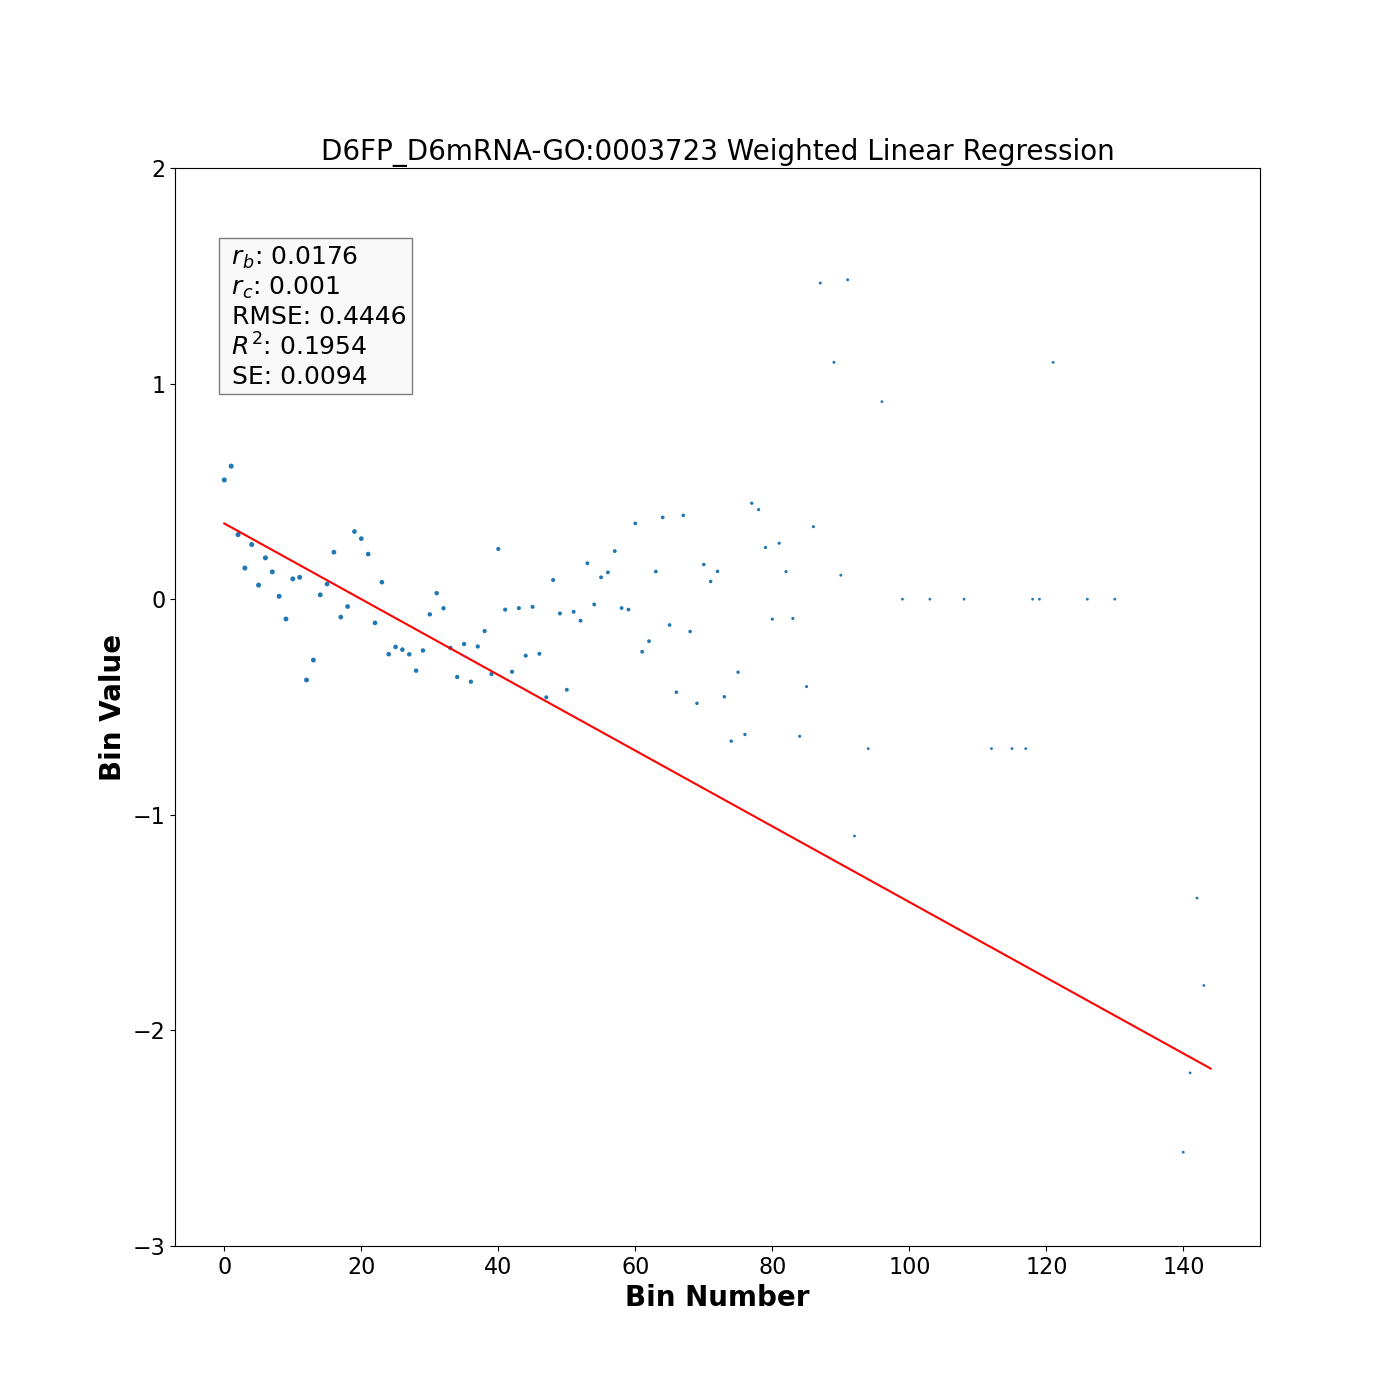 D6FP_D6mRNA-GO:0003723 Weighted Linear Regression
2
r_b: 0.0176
r_c: 0.001
RMSE: 0.4446
R²: 0.1954
SE: 0.0094
1
0
−1
−2
−3
Bin Value
0 20 40 60 80 100 120 140
Bin Number